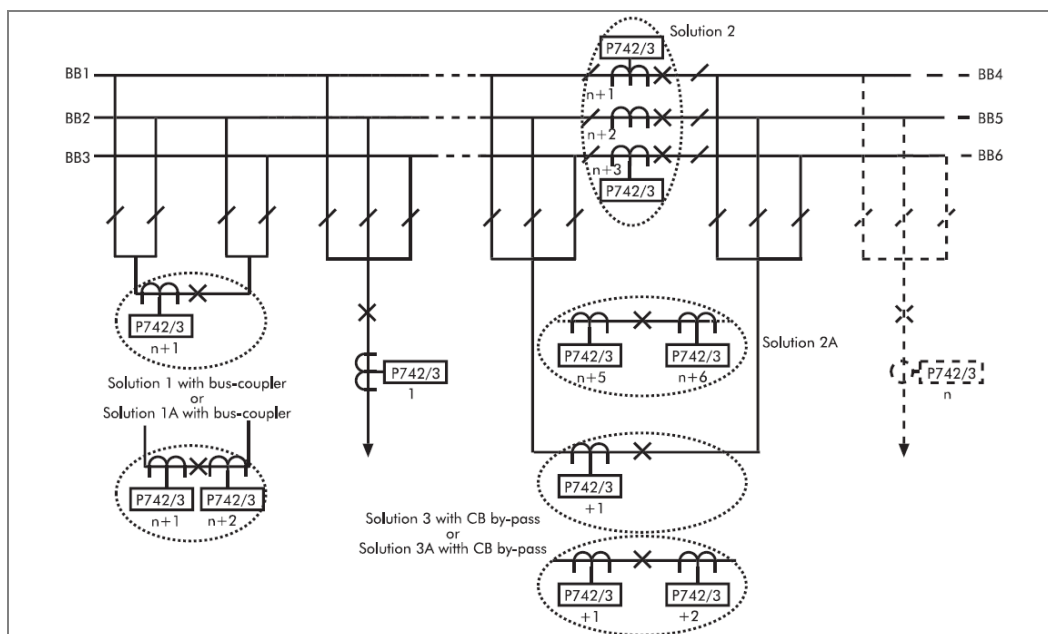 Solution 2
P742/3
BB1
BB4
n+1
BB2
BB5
n+2
BB3
BB6
n+3
P742/3
P742/3
n+1
Solution 1 with bus-coupler
or
Solution 1A with bus-coupler
P742/3
1
P742/3
P742/3
n+5
n+6
Solution 2A
P742/3
n
P742/3
P742/3
n+1
n+2
P742/3
+1
Solution 3 with CB by-pass
or
Solution 3A with CB by-pass
P742/3
P742/3
+1
+2